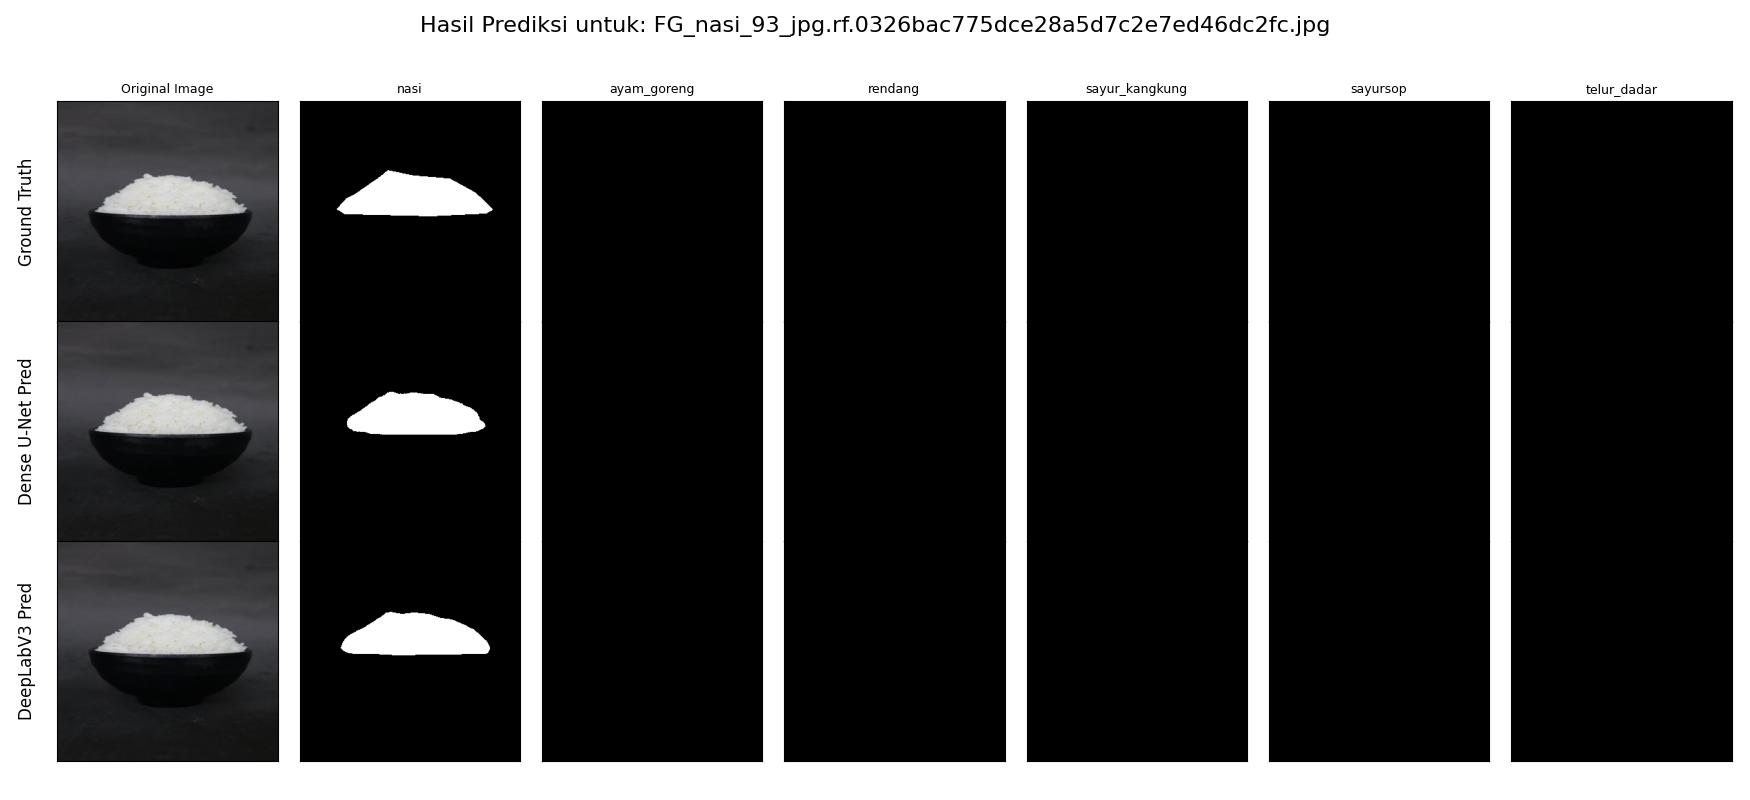 Hasil Prediksi untuk: FG_nasi_93_jpg.rf.0326bac775dce28a5d7c2e7ed46dc2fc.jpg
Original Image nasi ayam_goreng rendang sayur_kangkung sayursop telur_dadar
Ground Truth
Dense U-Net Pred
DeepLabV3 Pred